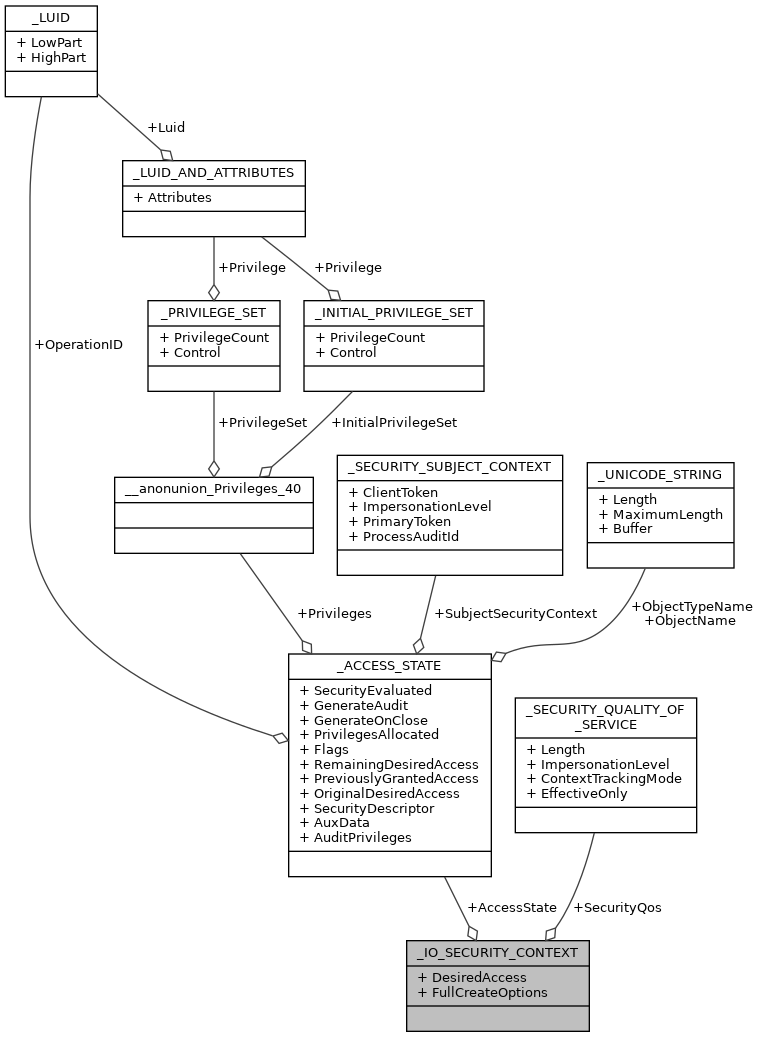 _LUID
+ LowPart
+ HighPart
+Luid
_LUID_AND_ATTRIBUTES
+ Attributes
+Privilege
+Privilege
_PRIVILEGE_SET
+ PrivilegeCount
+ Control
_INITIAL_PRIVILEGE_SET
+ PrivilegeCount
+ Control
+OperationID
+PrivilegeSet
+InitialPrivilegeSet
__anonunion_Privileges_40
_SECURITY_SUBJECT_CONTEXT
+ ClientToken
+ ImpersonationLevel
+ PrimaryToken
+ ProcessAuditId
_UNICODE_STRING
+ Length
+ MaximumLength
+ Buffer
+Privileges
+SubjectSecurityContext
+ObjectTypeName
+ObjectName
_ACCESS_STATE
+ SecurityEvaluated
+ GenerateAudit
+ GenerateOnClose
+ PrivilegesAllocated
+ Flags
+ RemainingDesiredAccess
+ PreviouslyGrantedAccess
+ OriginalDesiredAccess
+ SecurityDescriptor
+ AuxData
+ AuditPrivileges
_SECURITY_QUALITY_OF
_SERVICE
+ Length
+ ImpersonationLevel
+ ContextTrackingMode
+ EffectiveOnly
+AccessState
+SecurityQos
_IO_SECURITY_CONTEXT
+ DesiredAccess
+ FullCreateOptions